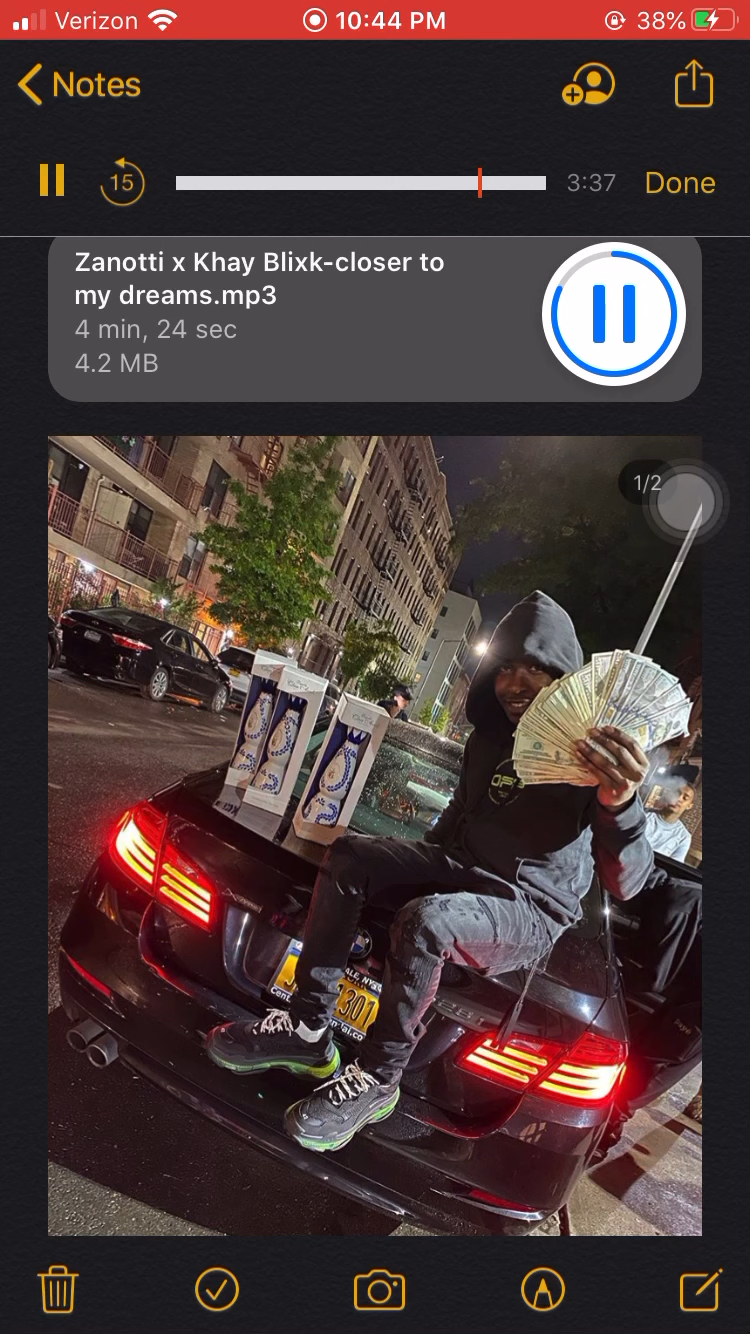 Verizon
10:44 PM
38%
Notes
15
3:37
Done
Zanotti x Khay Blixk-closer to
my dreams.mp3
4 min, 24 sec
4.2 MB
1/2
301